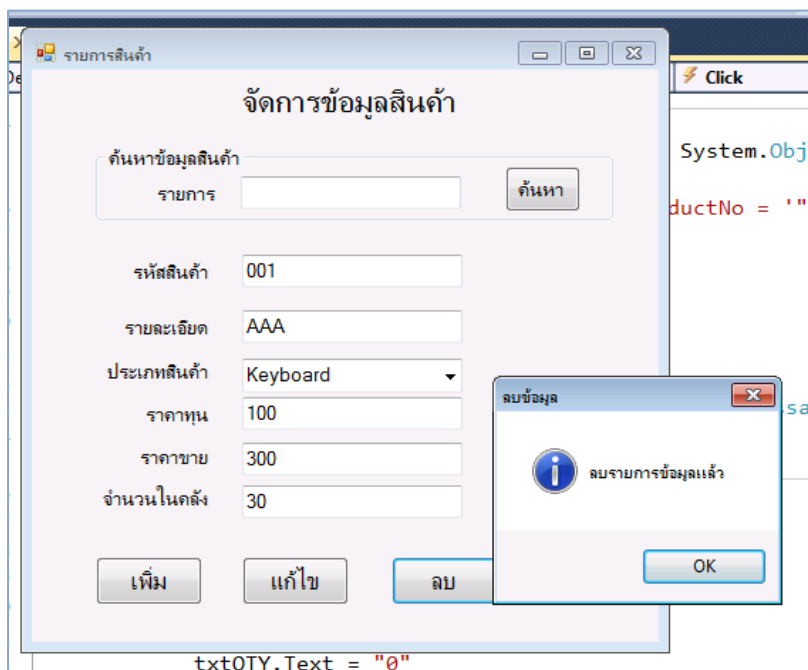 รายการสินค้า
De
Click
จัดการข้อมูลสินค้า
System.Obj
ค้นหาข้อมูลสินค้า
รายการ
ค้นหา
ductNo = '"
รหัสสินค้า 001
รายละเอียด AAA
ประเภทสินค้า Keyboard
ราคาทุน 100
ราคาขาย 300
จำนวนในคลัง 30
ลบข้อมูล
sa
ลบรายการข้อมูลแล้ว
OK
เพิ่ม แก้ไข ลบ
txtQTY.Text = "0"